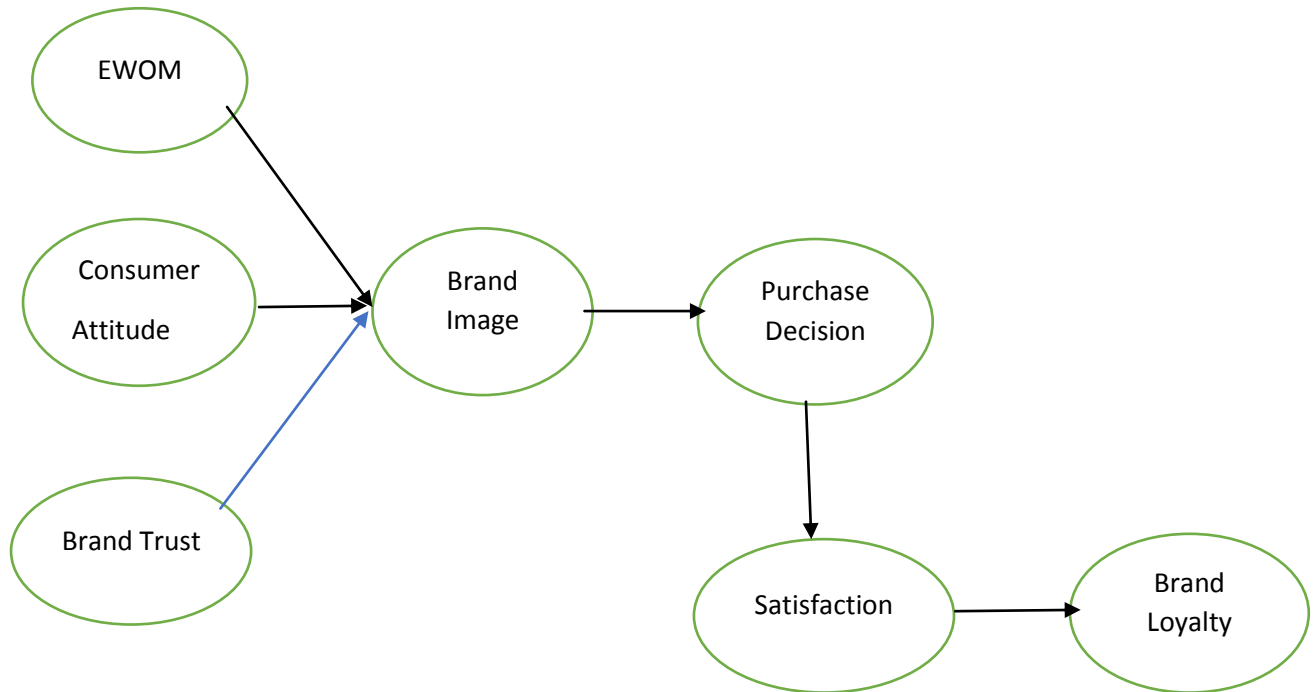 EWOM
Consumer
Attitude
Brand Trust
Brand
Image
Purchase
Decision
Satisfaction
Brand
Loyalty